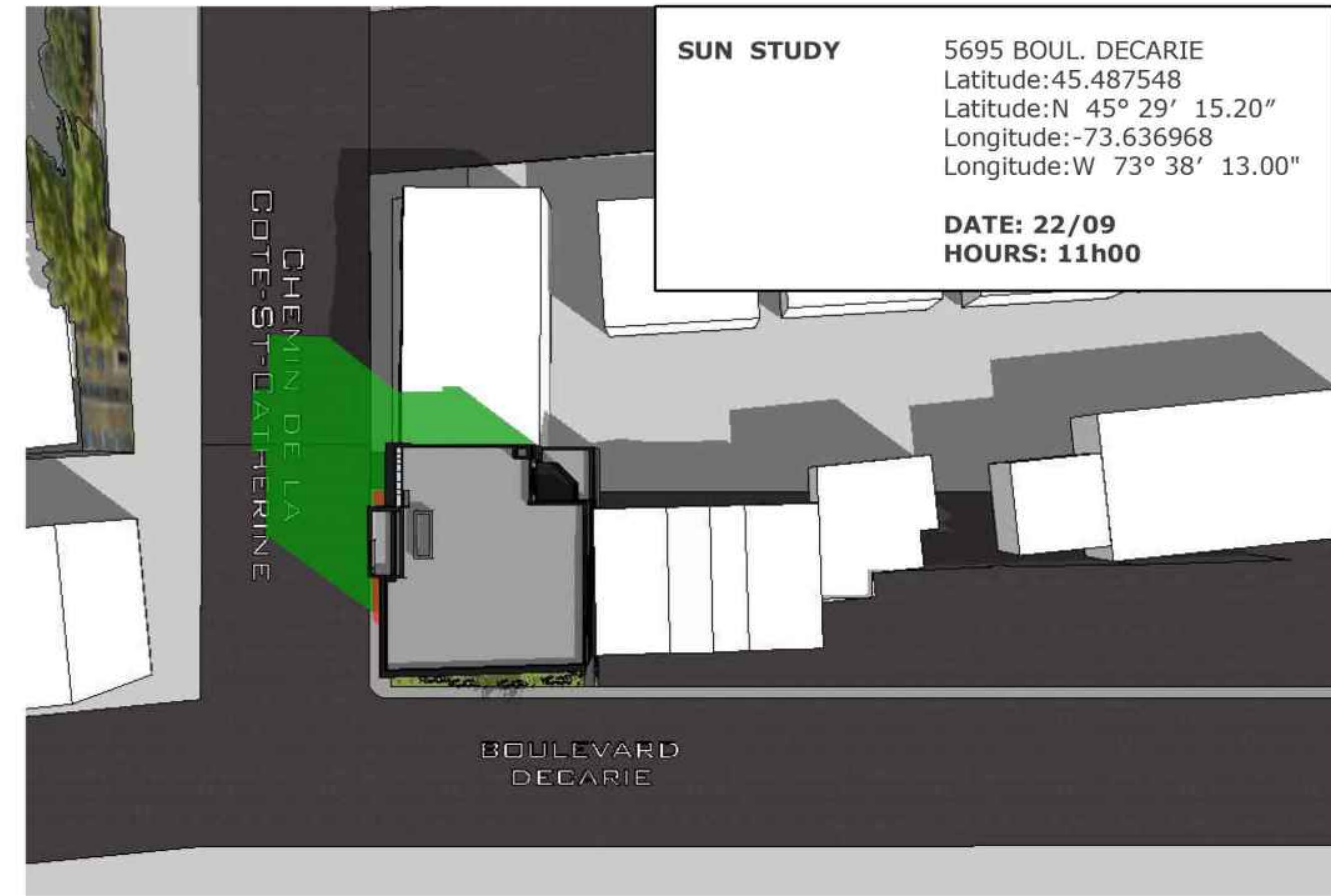 SUN STUDY
5695 BOUL. DECARIE
Latitude:45.487548
Latitude:N 45° 29′ 15.20″
Longitude:-73.636968
Longitude:W 73° 38′ 13.00"
DATE: 22/09
HOURS: 11h00
CHEMIN DE LA
COTE-ST-CATHERINE
BOULEVARD
DECARIE